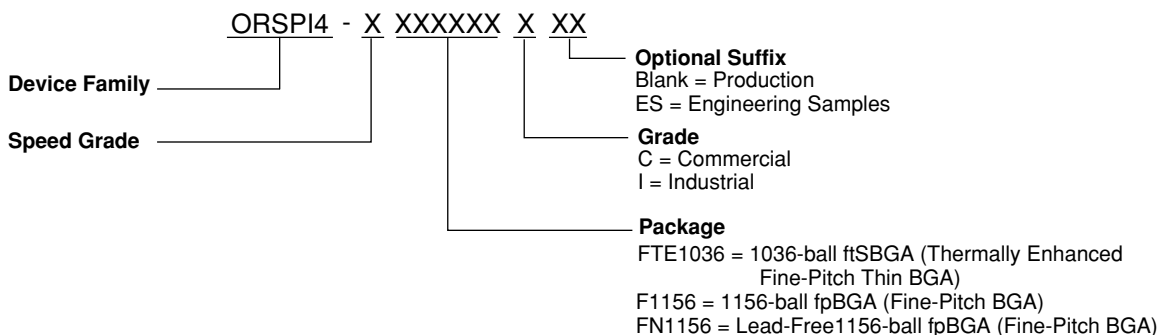 ORSPI4 - X XXXXXX X XX
Device Family
Speed Grade
Optional Suffix
Blank = Production
ES = Engineering Samples
Grade
C = Commercial
I = Industrial
Package
FTE1036 = 1036-ball ftSBGA (Thermally Enhanced
Fine-Pitch Thin BGA)
F1156 = 1156-ball fpBGA (Fine-Pitch BGA)
FN1156 = Lead-Free1156-ball fpBGA (Fine-Pitch BGA)